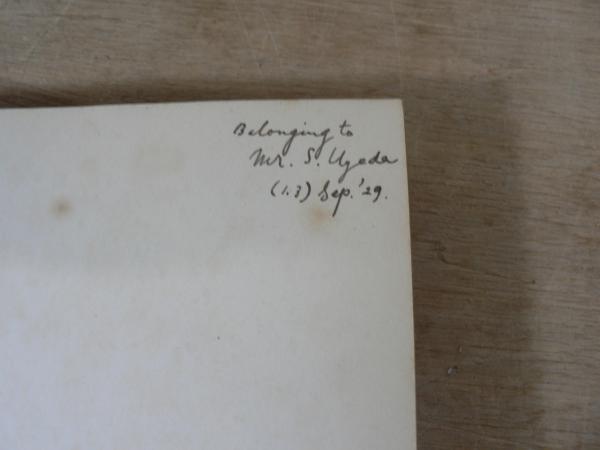 Belonging to
Mr. S. Uyeda
(1.3) Sep. '29.